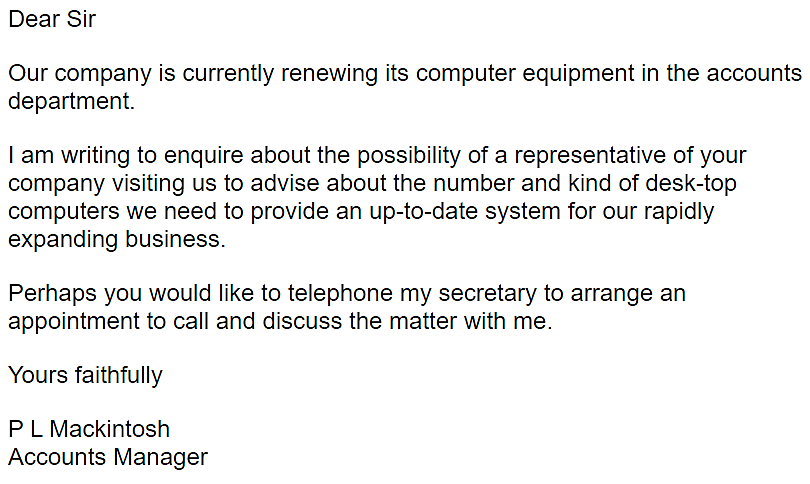 Dear Sir
Our company is currently renewing its computer equipment in the accounts
department.
I am writing to enquire about the possibility of a representative of your
company visiting us to advise about the number and kind of desk-top
computers we need to provide an up-to-date system for our rapidly
expanding business.
Perhaps you would like to telephone my secretary to arrange an
appointment to call and discuss the matter with me.
Yours faithfully
P L Mackintosh
Accounts Manager